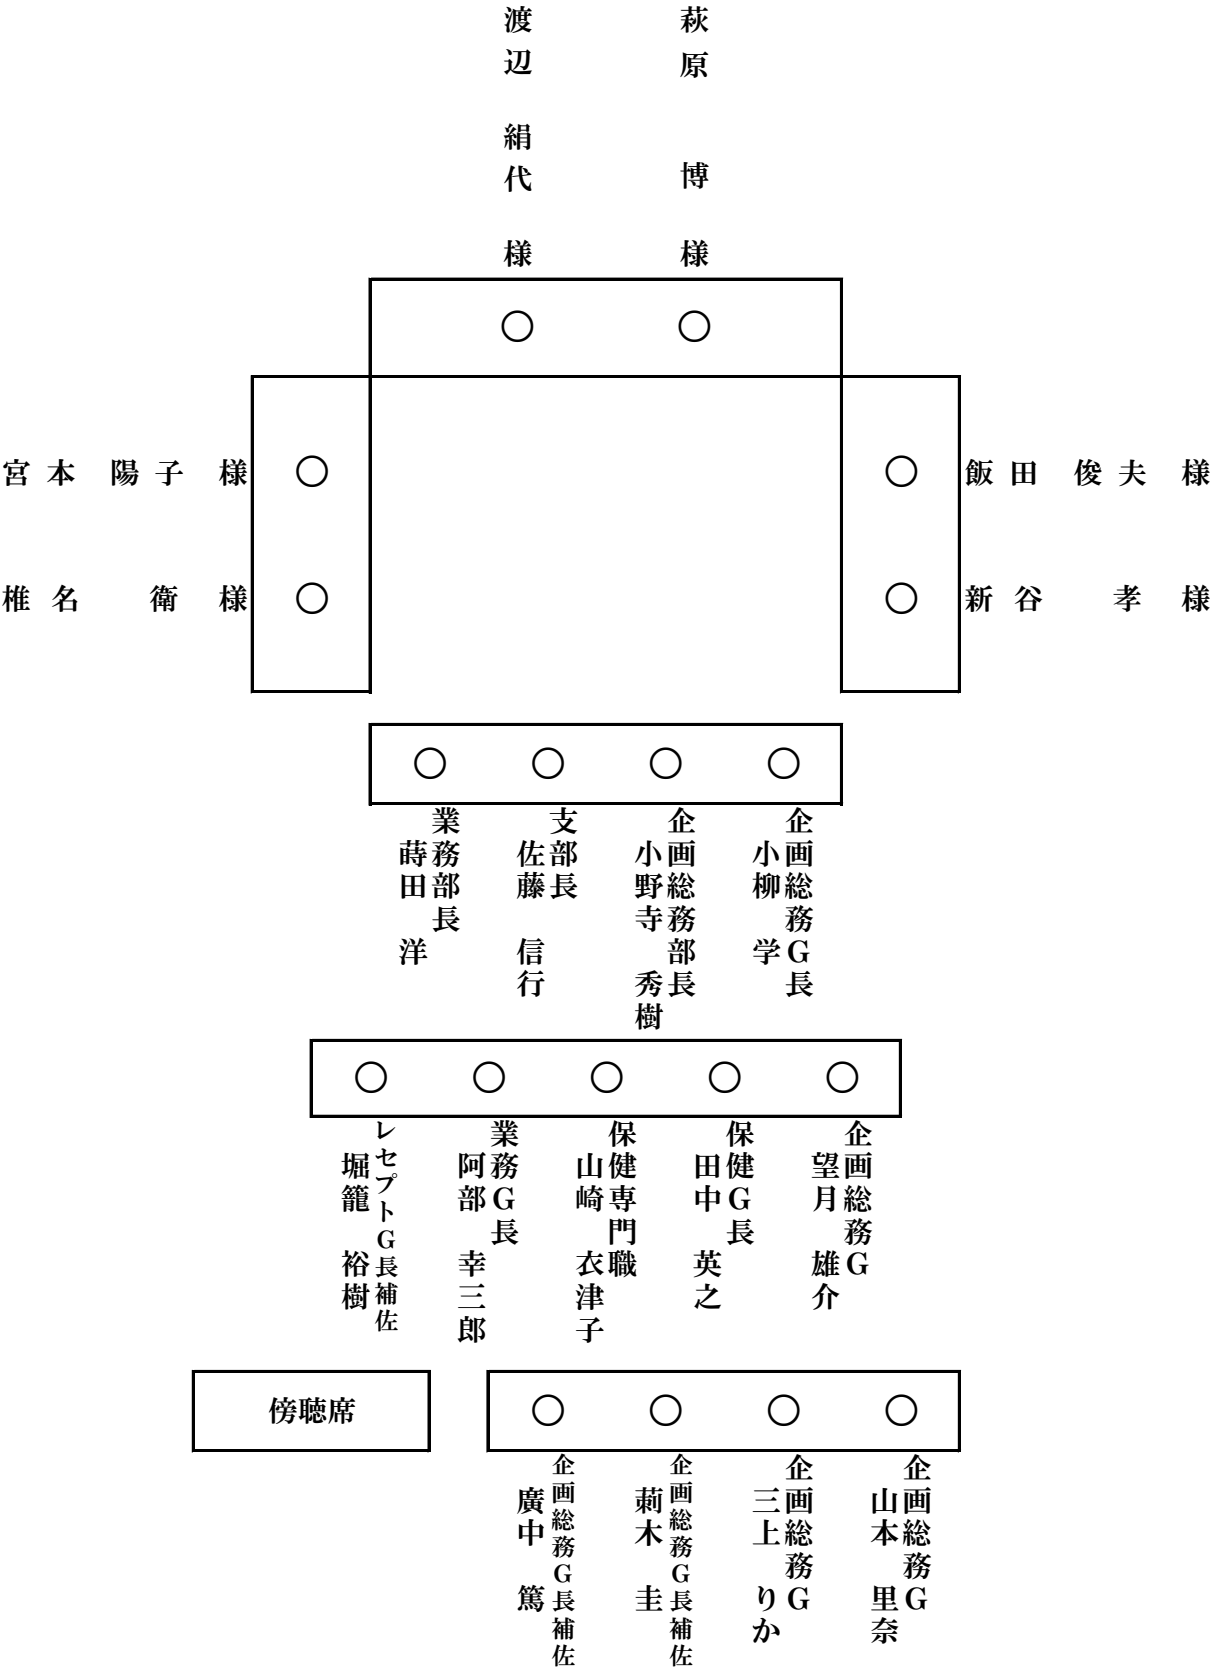 萩原 博 様
渡辺 絹代 様
宮本 陽子 様
飯田 俊夫 様
椎名 衛 様
新谷 孝 様
企画総務G長
小柳 学
企画総務部長
小野寺 秀樹
支部長
佐藤 信行
業務部長
蒔田 洋
企画総務G
望月 雄介
保健G長
田中 英之
保健専門職
山崎 衣津子
業務G長
阿部 幸三郎
レセプトG長補佐
堀籠 裕樹
傍聴席
企画総務G
山本 里奈
企画総務G
三上 りか
企画総務G長補佐
莿木 圭
企画総務G長補佐
廣中 篤